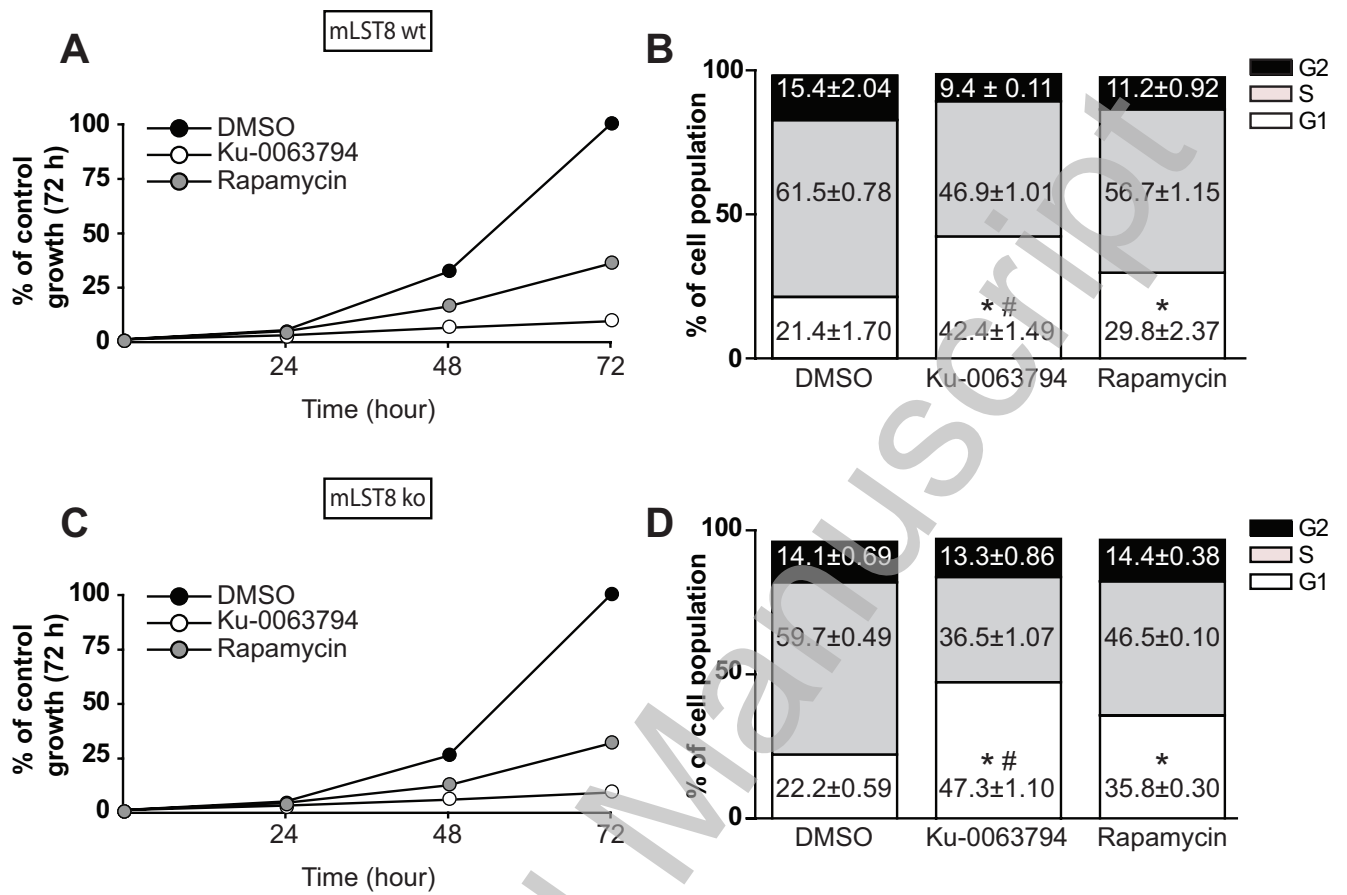 mLST8 wt
A
% of control
growth (72 h)
100
75
50
25
0
DMSO
Ku-0063794
Rapamycin
24
48
72
Time (hour)
B
% of cell population
100
50
0
15.4±2.04
9.4 ± 0.11
11.2±0.92
61.5±0.78
46.9±1.01
56.7±1.15
* #
*
21.4±1.70
42.4±1.49
29.8±2.37
DMSO
Ku-0063794
Rapamycin
G2
S
G1
mLST8 ko
C
% of control
growth (72 h)
100
75
50
25
0
DMSO
Ku-0063794
Rapamycin
24
48
72
Time (hour)
D
% of cell population
100
50
0
14.1±0.69
13.3±0.86
14.4±0.38
59.7±0.49
36.5±1.07
46.5±0.10
* #
*
22.2±0.59
47.3±1.10
35.8±0.30
DMSO
Ku-0063794
Rapamycin
G2
S
G1
Manuscript